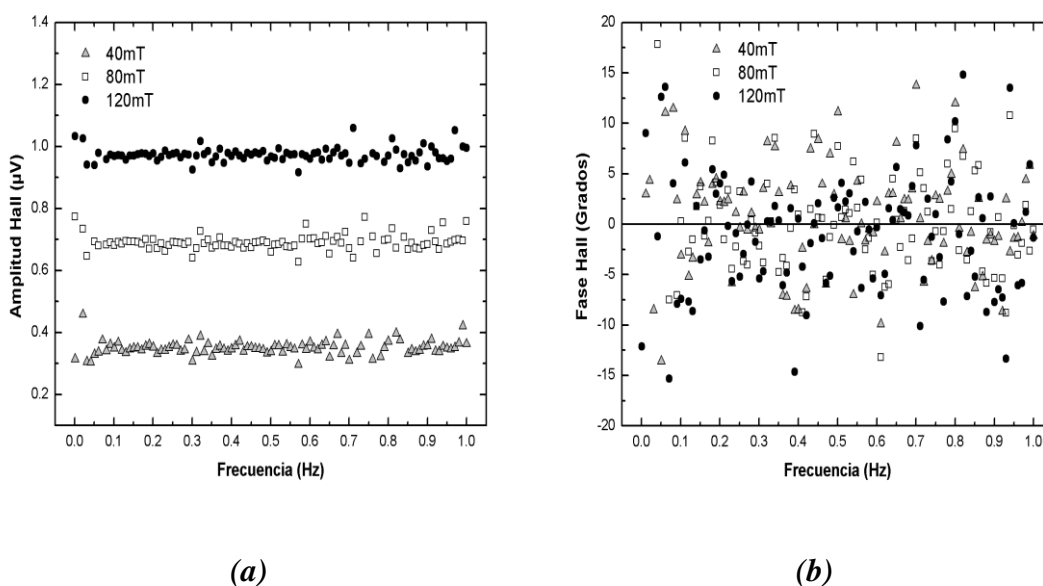 1.4
1.2
1.0
0.8
0.6
0.4
0.2
Amplitud Hall (µV)
40mT
80mT
120mT
0.0 0.1 0.2 0.3 0.4 0.5 0.6 0.7 0.8 0.9 1.0
Frecuencia (Hz)
(a)
20
15
10
5
0
-5
-10
-15
-20
Fase Hall (Grados)
40mT
80mT
120mT
0.0 0.1 0.2 0.3 0.4 0.5 0.6 0.7 0.8 0.9 1.0
Frecuencia (Hz)
(b)